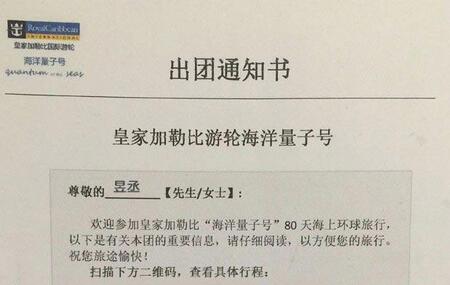 RoyalCaribbean
皇家加勒比国际游轮
海洋量子号
quantum OF THE seas
出团通知书
皇家加勒比游轮海洋量子号
尊敬的 昱丞 【先生/女士】:
欢迎参加皇家加勒比“海洋量子号”80 天海上环球旅行，
以下是有关本团的重要信息，请仔细阅读，以方便您的旅行。
祝您旅途愉快！
扫描下方二维码，查看具体行程：